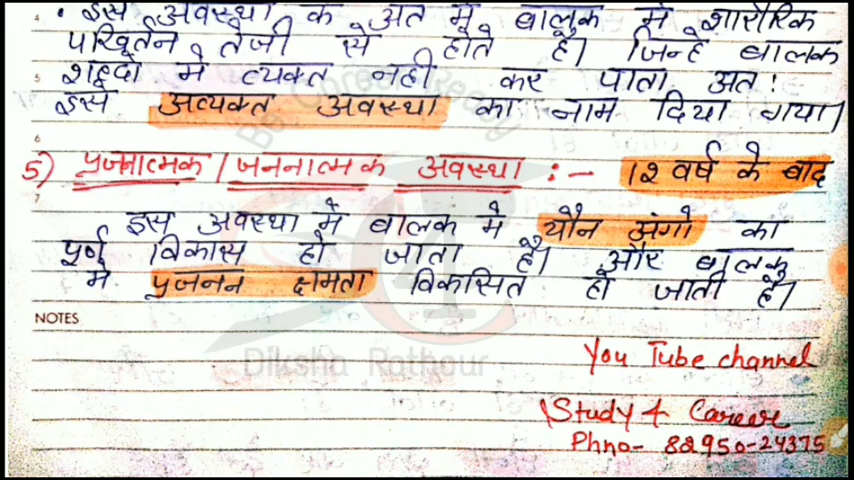 • इस अवस्था के अंत में बालक में शारीरिक
परिवर्तन तेजी से होते है। जिन्हे बालक
शब्दो मे व्यक्त नही कर पाता अतः
इसे अव्यक्त अवस्था का नाम दिया गया।
5) प्रजनात्मक / जननात्मक अवस्था :- 12 वर्ष के बाद
इस अवस्था में बालक मे यौन अंगो का
पूर्ण विकास हो जाता है। और बालक
मे प्रजनन क्षमता विकसित हो जाती है।
NOTES
Diksha Rathour
You Tube channel
Study 4 Career
Phno- 82950-24375